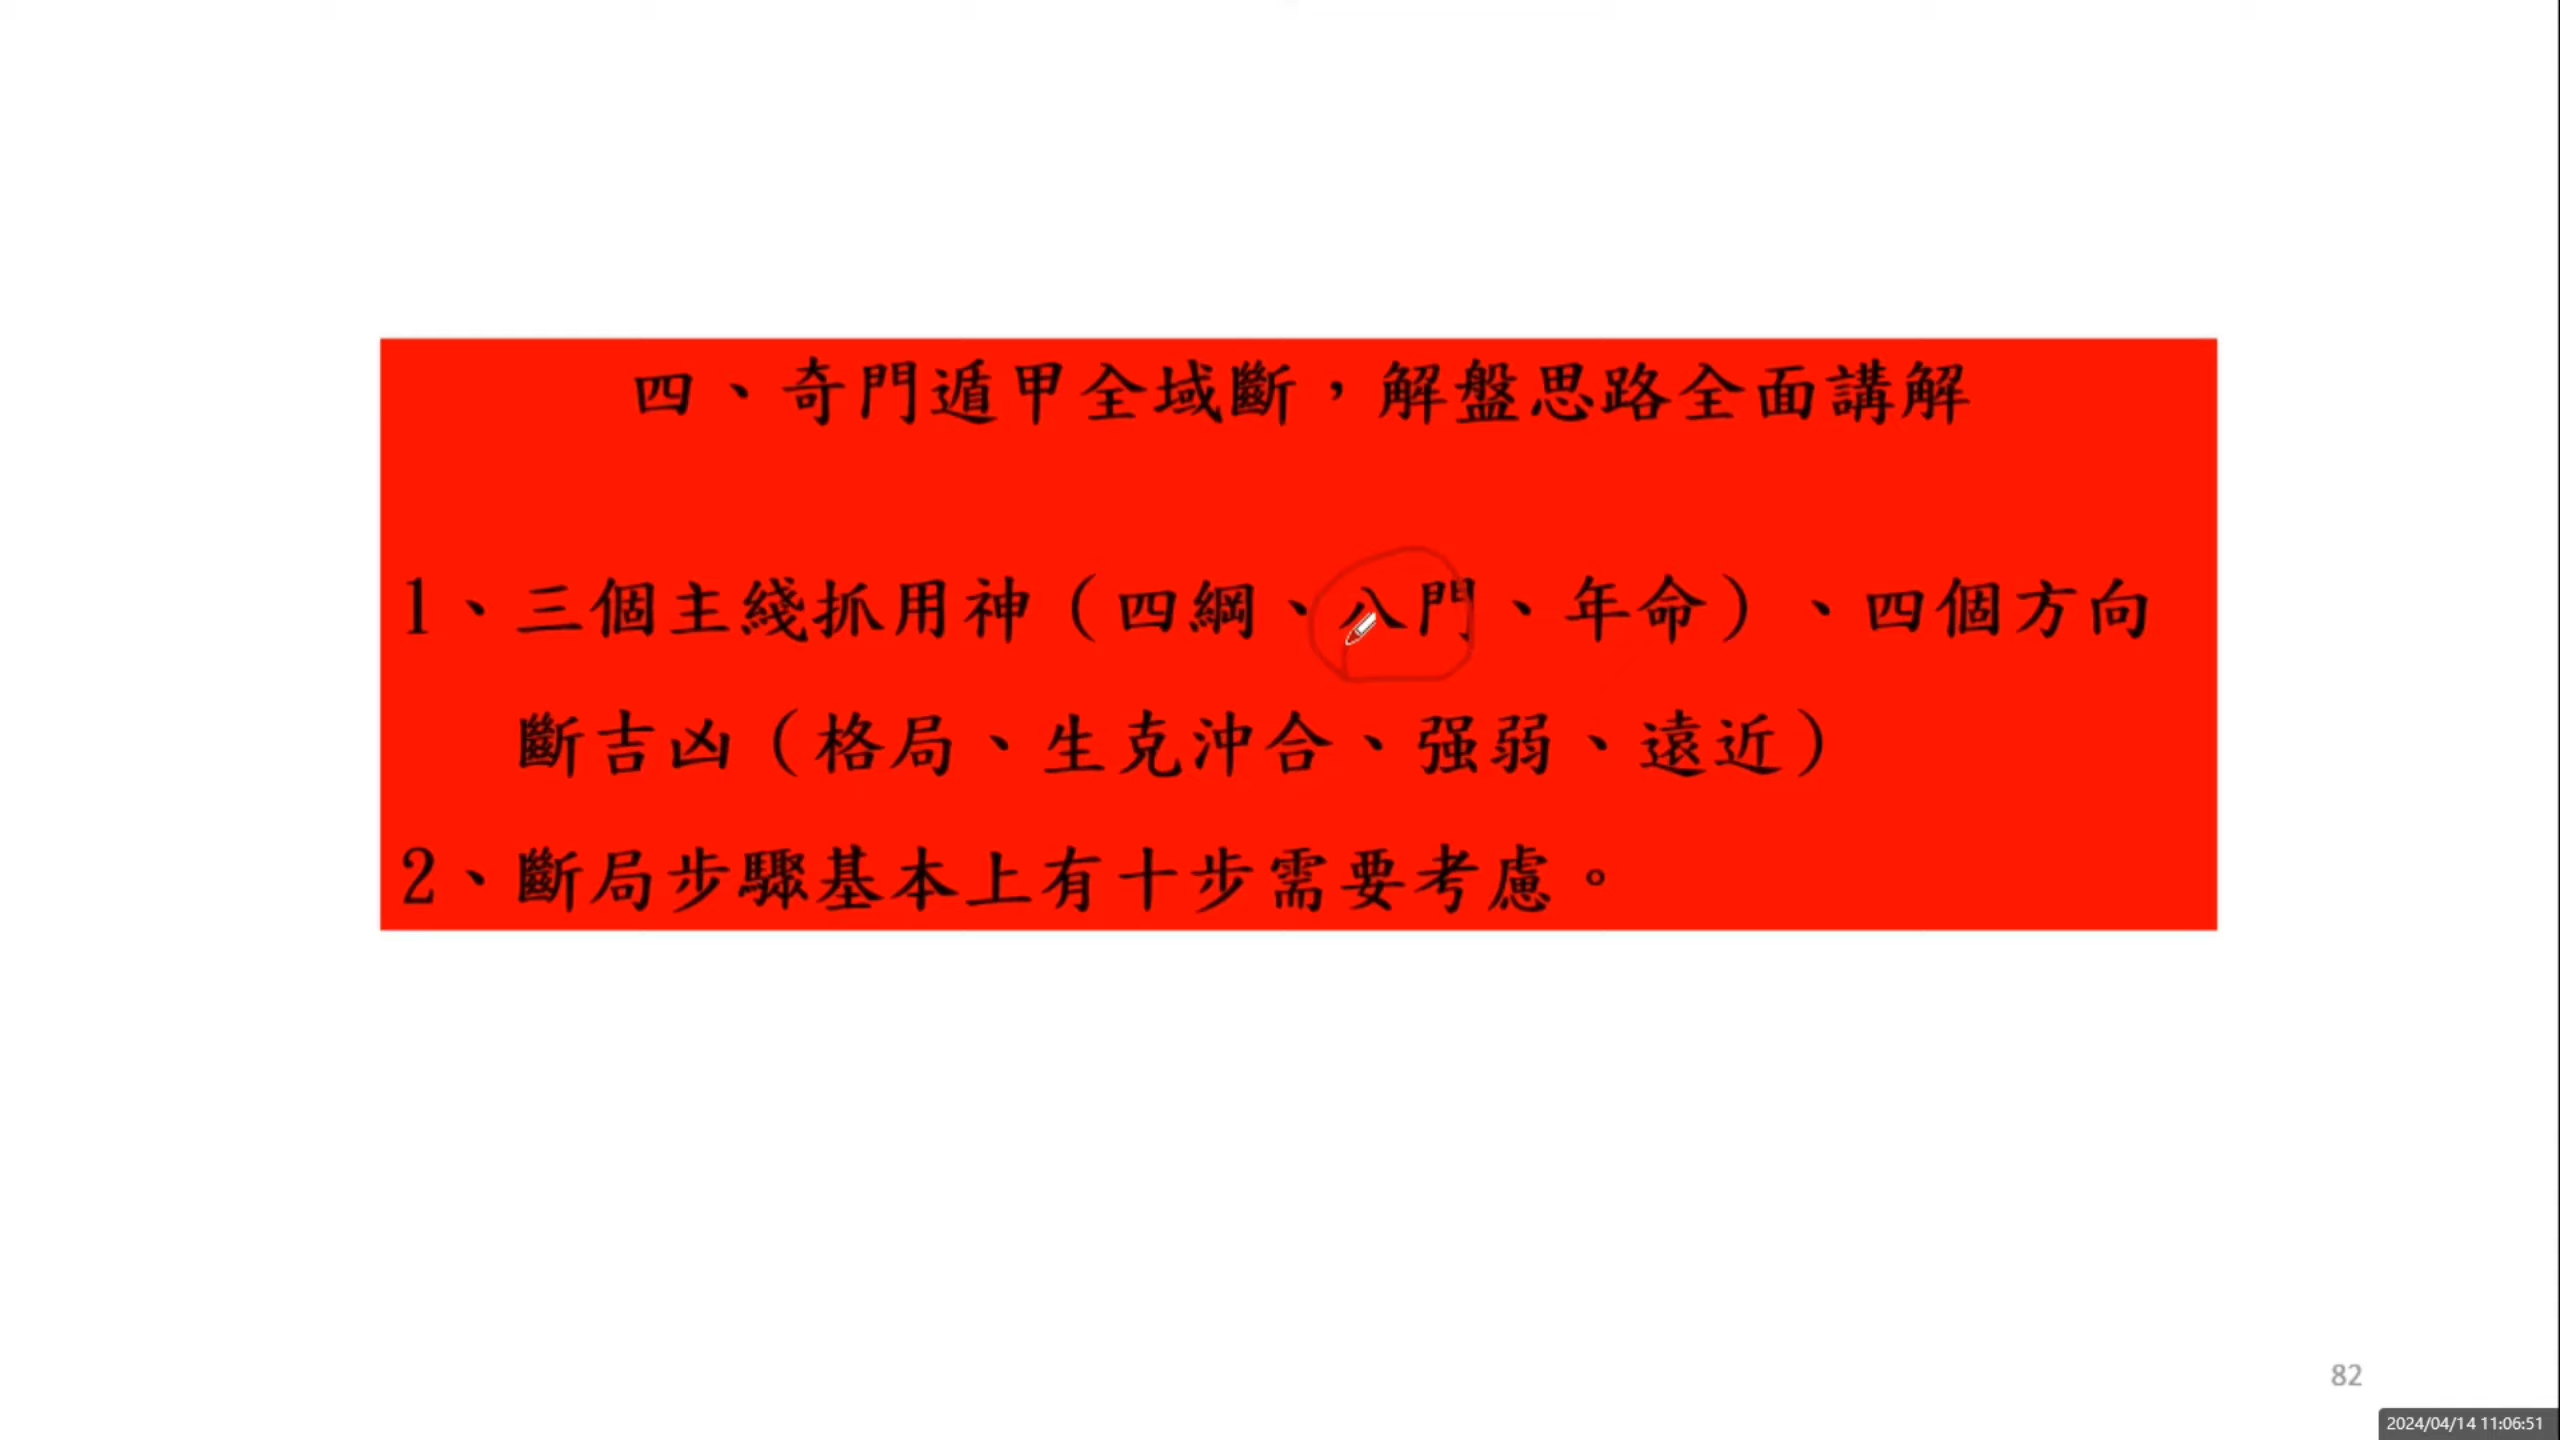 四、奇門遁甲全域斷，解盤思路全面講解
1、三個主綫抓用神（四綱、八門、年命）、四個方向
斷吉凶（格局、生克沖合、强弱、遠近）
2、斷局步驟基本上有十步需要考慮。
82
2024/04/14 11:06:51